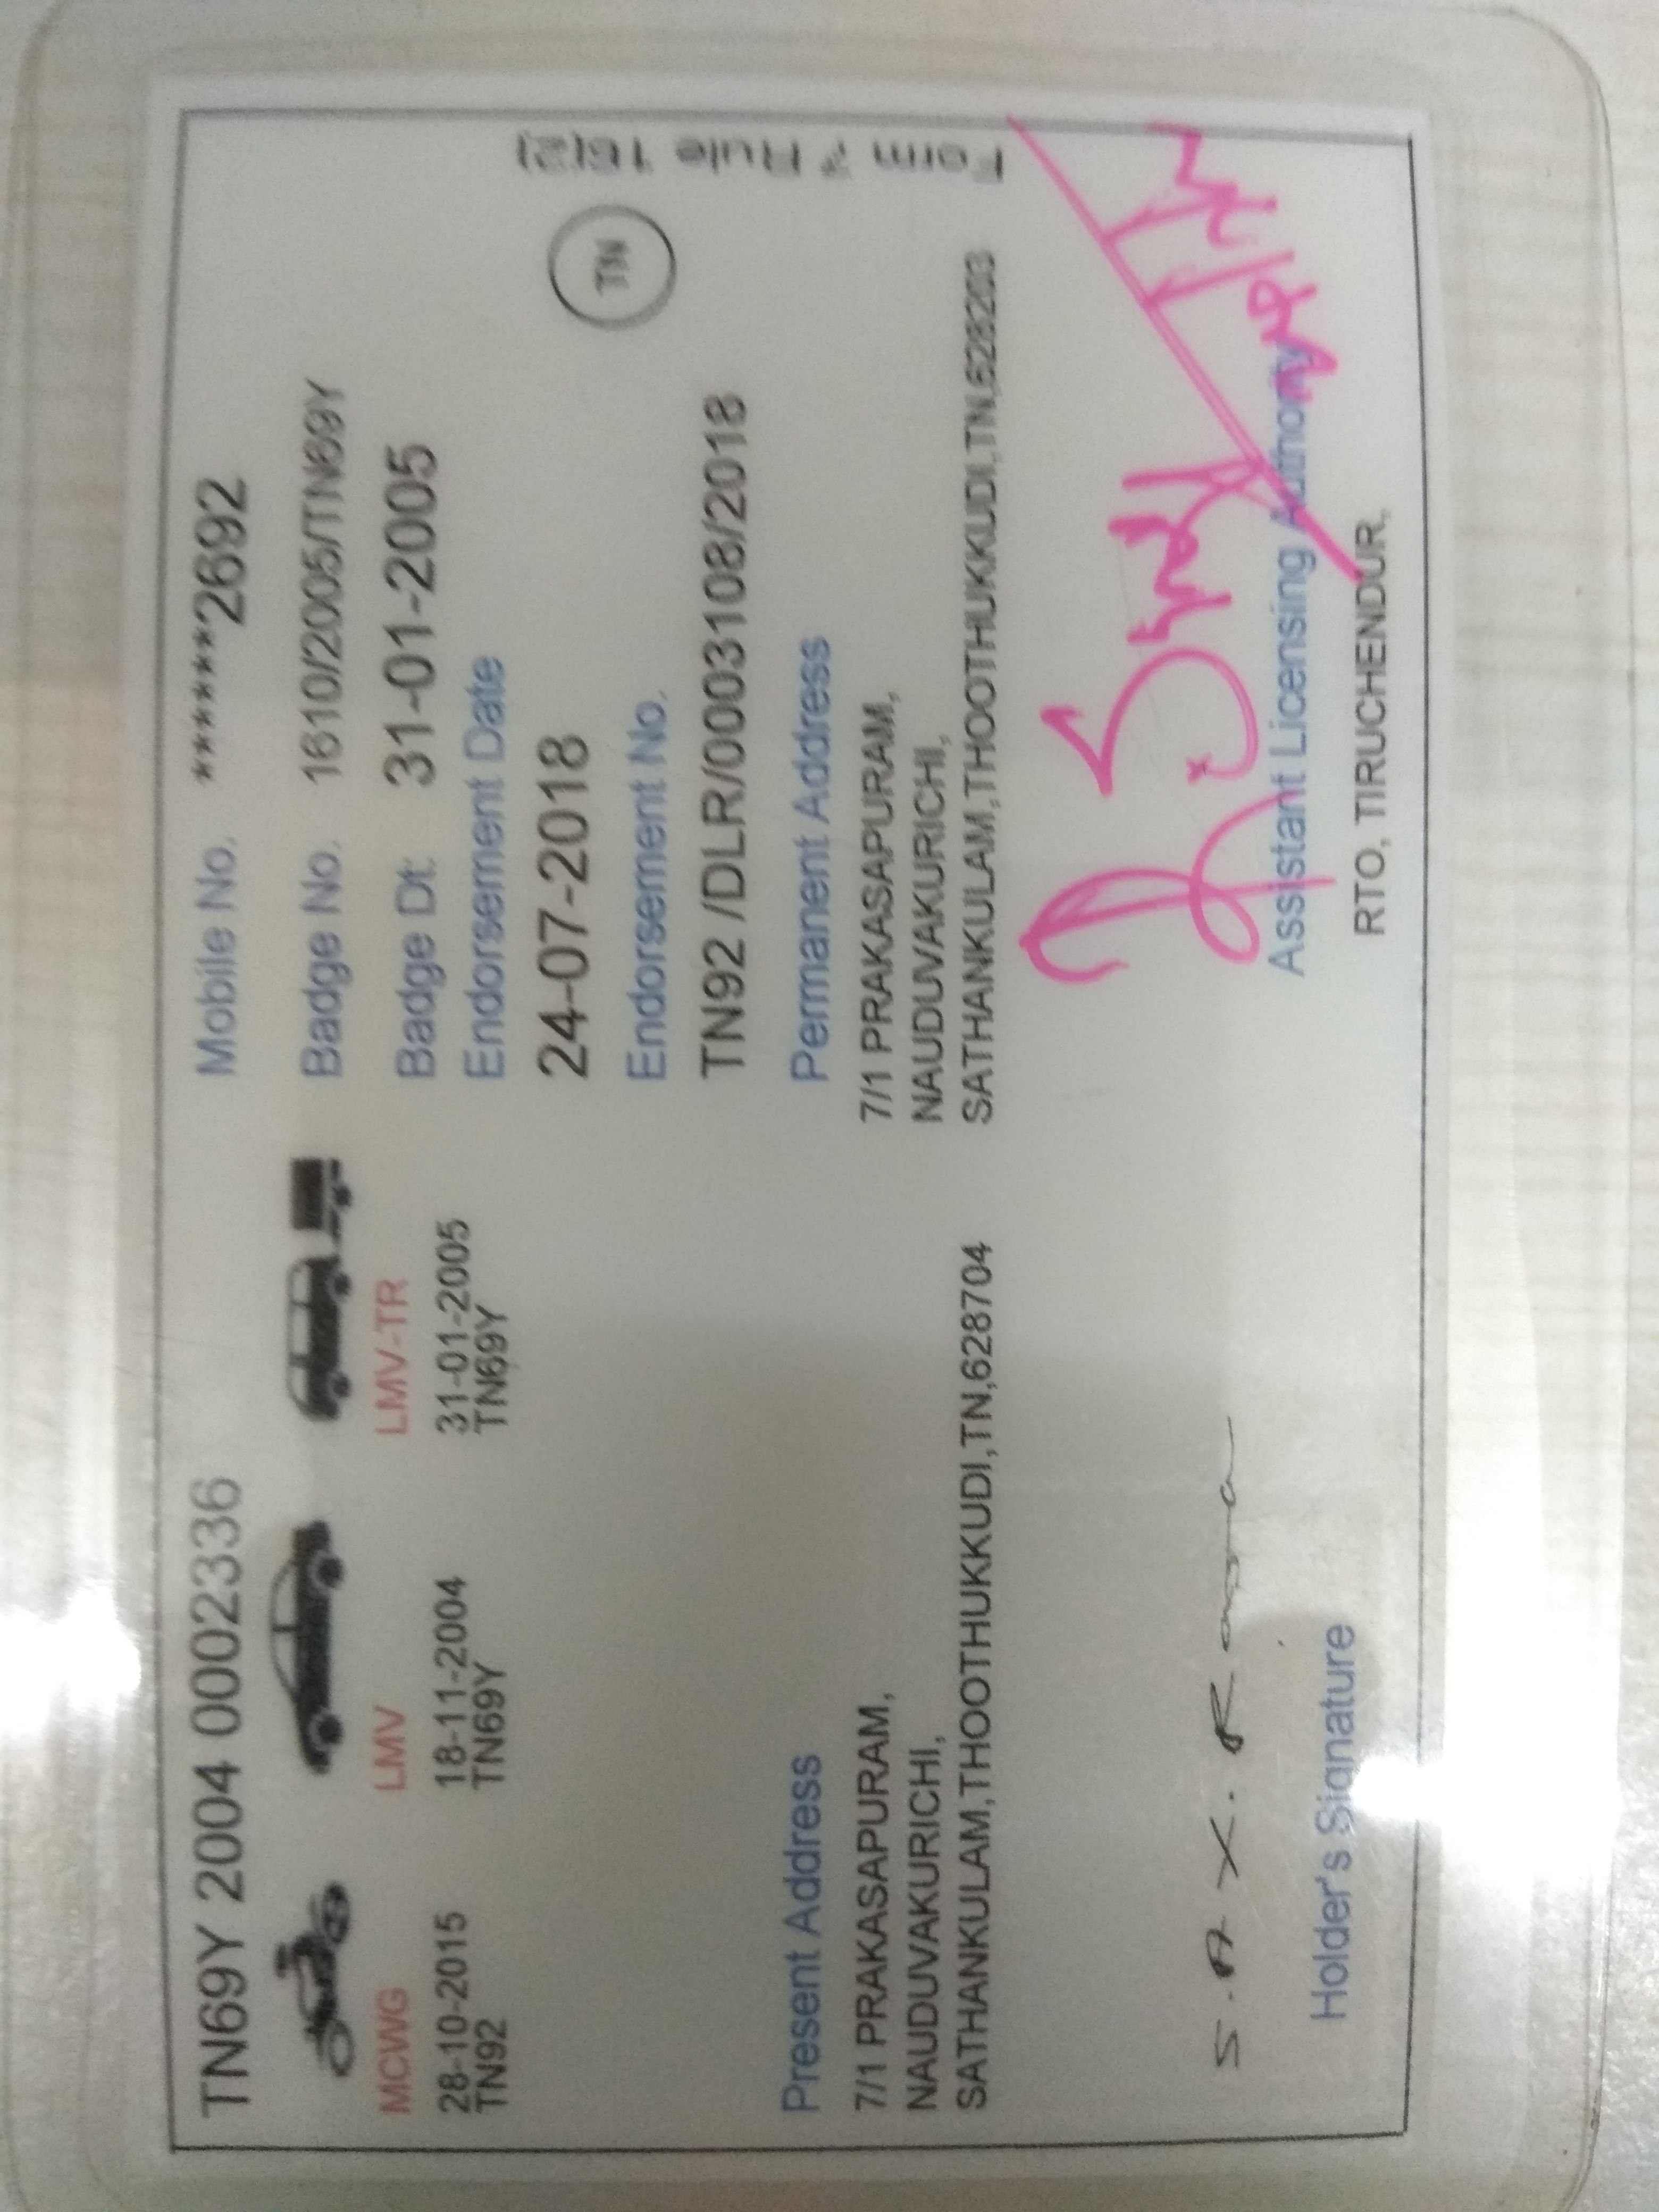 TN69Y 2004 0002336
MCWG
28-10-2015
TN92
LMV
18-11-2004
TN69Y
LMV-TR
31-01-2005
TN69Y
Mobile No. ******2692
Badge No. 1610/2005/TN69Y
Badge Dt. 31-01-2005
Endorsement Date
24-07-2018
Endorsement No.
TN92 /DLR/0003108/2018
TN
Form 7 Rule 16(2)
Present Address
7/1 PRAKASAPURAM,
NAUDUVAKURICHI,
SATHANKULAM,THOOTHUKKUDI,TN,628704
Permanent Address
7/1 PRAKASAPURAM,
NAUDUVAKURICHI,
SATHANKULAM,THOOTHUKKUDI,TN,628203
S.A.X.
Holder's Signature
Assistant Licensing Authority
RTO, TIRUCHENDUR.